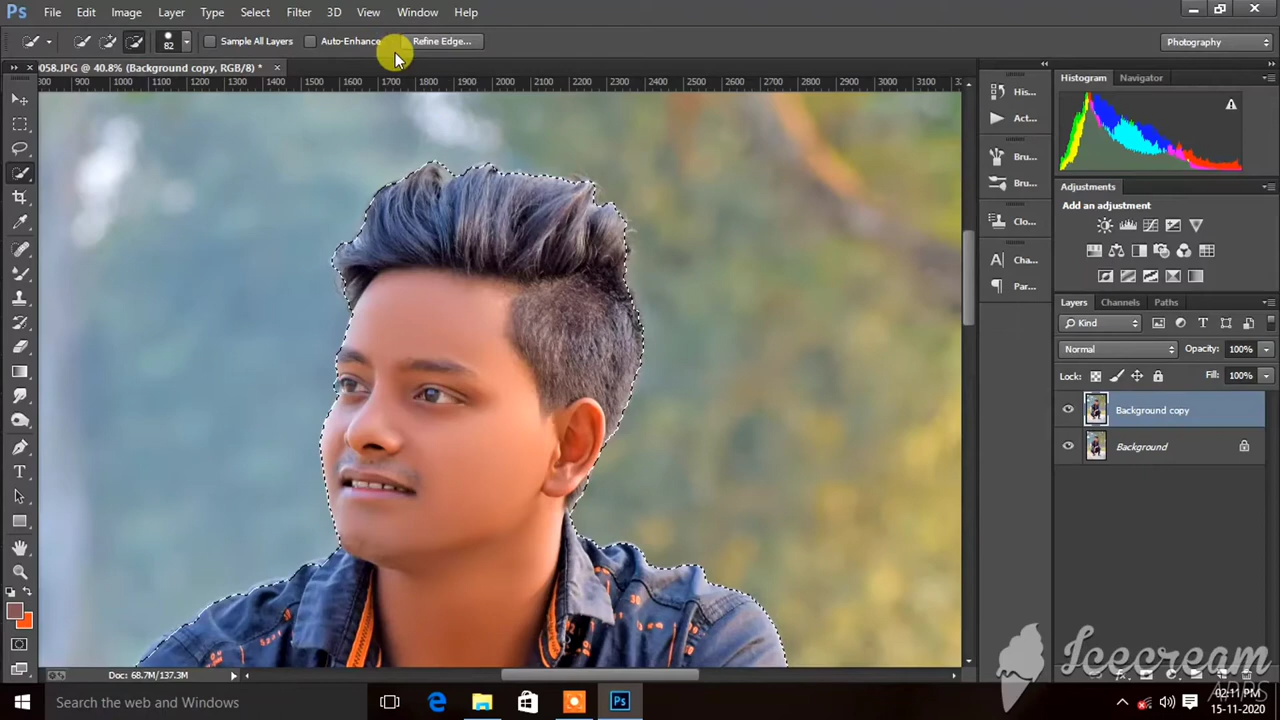 Ps File Edit Image Layer Type Select Filter 3D View Window Help
82 Sample All Layers Auto-Enhance Refine Edge... Photography
058.JPG @ 40.8% (Background copy, RGB/8) * ×
1000 1100 1200 1300 1400 1500 1600 1700 1800 1900 2000 2100 2200 2300 2400 2500 2600 2700 2800 2900 3000 3100
His...
Act...
Bru...
Bru...
Clo...
Cha...
Par...
Histogram Navigator
Adjustments
Add an adjustment
Layers Channels Paths
Kind
Normal Opacity: 100%
Lock: Fill: 100%
Background copy
Background
Doc: 68.7M/137.3M
Icecream
APPS
Search the web and Windows
02:11 PM
15-11-2020